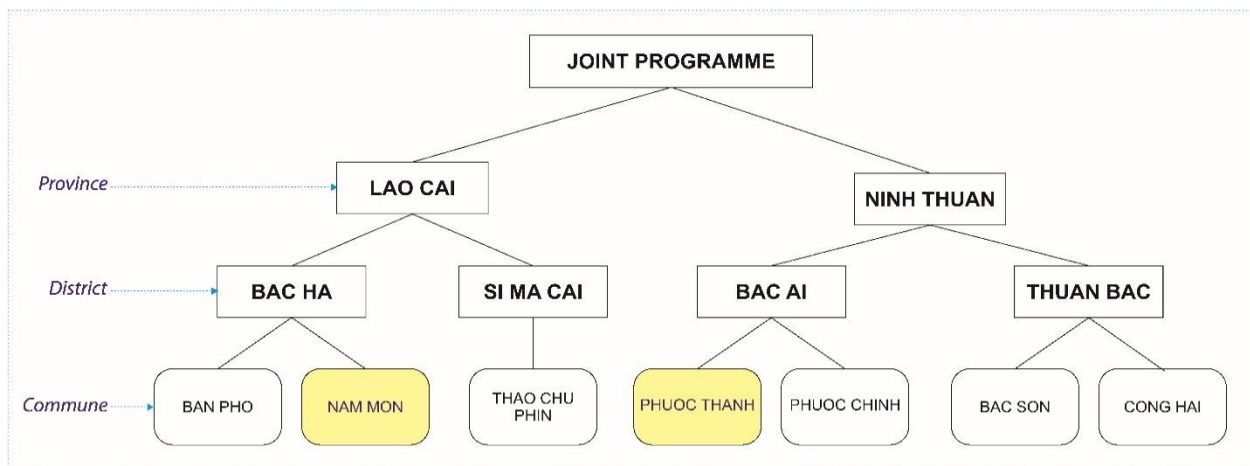 JOINT PROGRAMME
Province
LAO CAI
NINH THUAN
District
BAC HA
SI MA CAI
BAC AI
THUAN BAC
Commune
BAN PHO
NAM MON
THAO CHU
PHIN
PHUOC THANH
PHUOC CHINH
BAC SON
CONG HAI